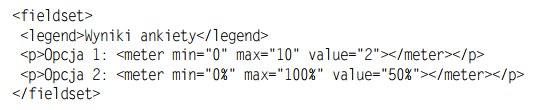 <fieldset>
<legend>Wyniki ankiety</legend>
<p>Opcja 1: <meter min="0" max="10" value="2"></meter></p>
<p>Opcja 2: <meter min="0%" max="100%" value="50%"></meter></p>
</fieldset>